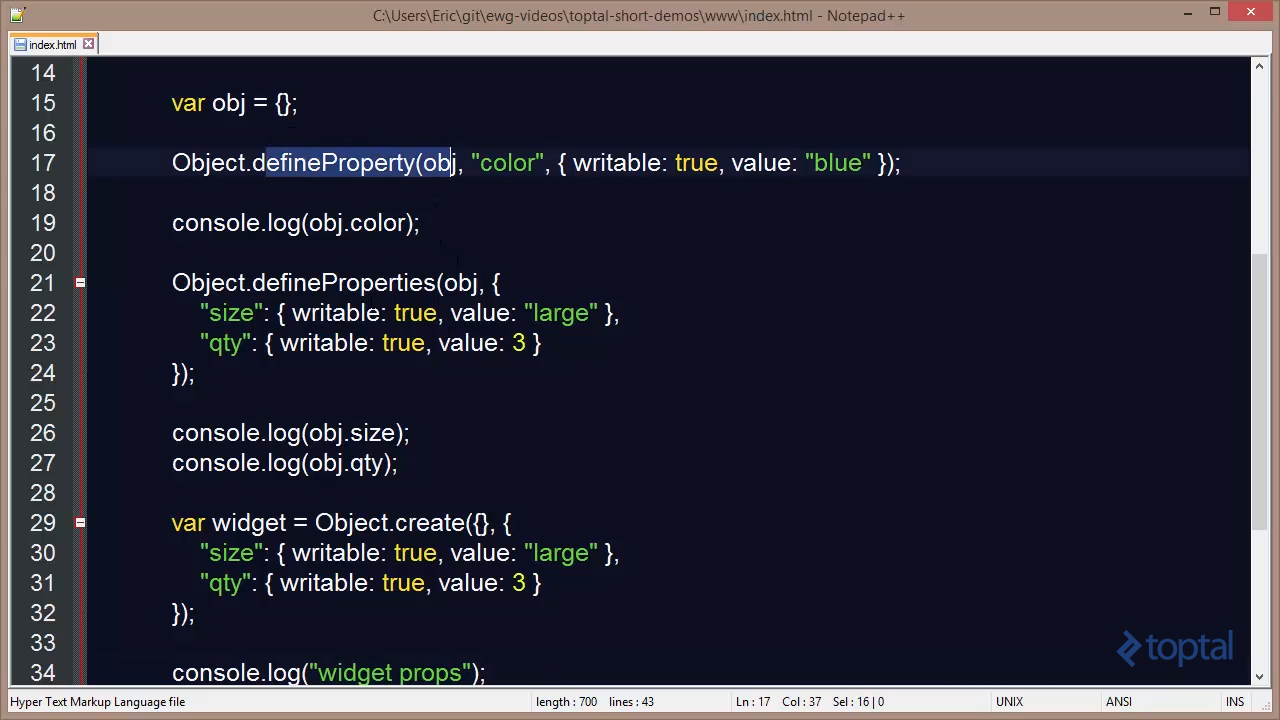 C:\Users\Eric\git\ewg-videos\toptal-short-demos\www\index.html - Notepad++
index.html
14
15 var obj = {};
16
17 Object.defineProperty(obj, "color", { writable: true, value: "blue" });
18
19 console.log(obj.color);
20
21 Object.defineProperties(obj, {
22 "size": { writable: true, value: "large" },
23 "qty": { writable: true, value: 3 }
24 });
25
26 console.log(obj.size);
27 console.log(obj.qty);
28
29 var widget = Object.create({}, {
30 "size": { writable: true, value: "large" },
31 "qty": { writable: true, value: 3 }
32 });
33
34 console.log("widget props");
toptal
Hyper Text Markup Language file length : 700 lines : 43 Ln : 17 Col : 37 Sel : 16 | 0 UNIX ANSI INS